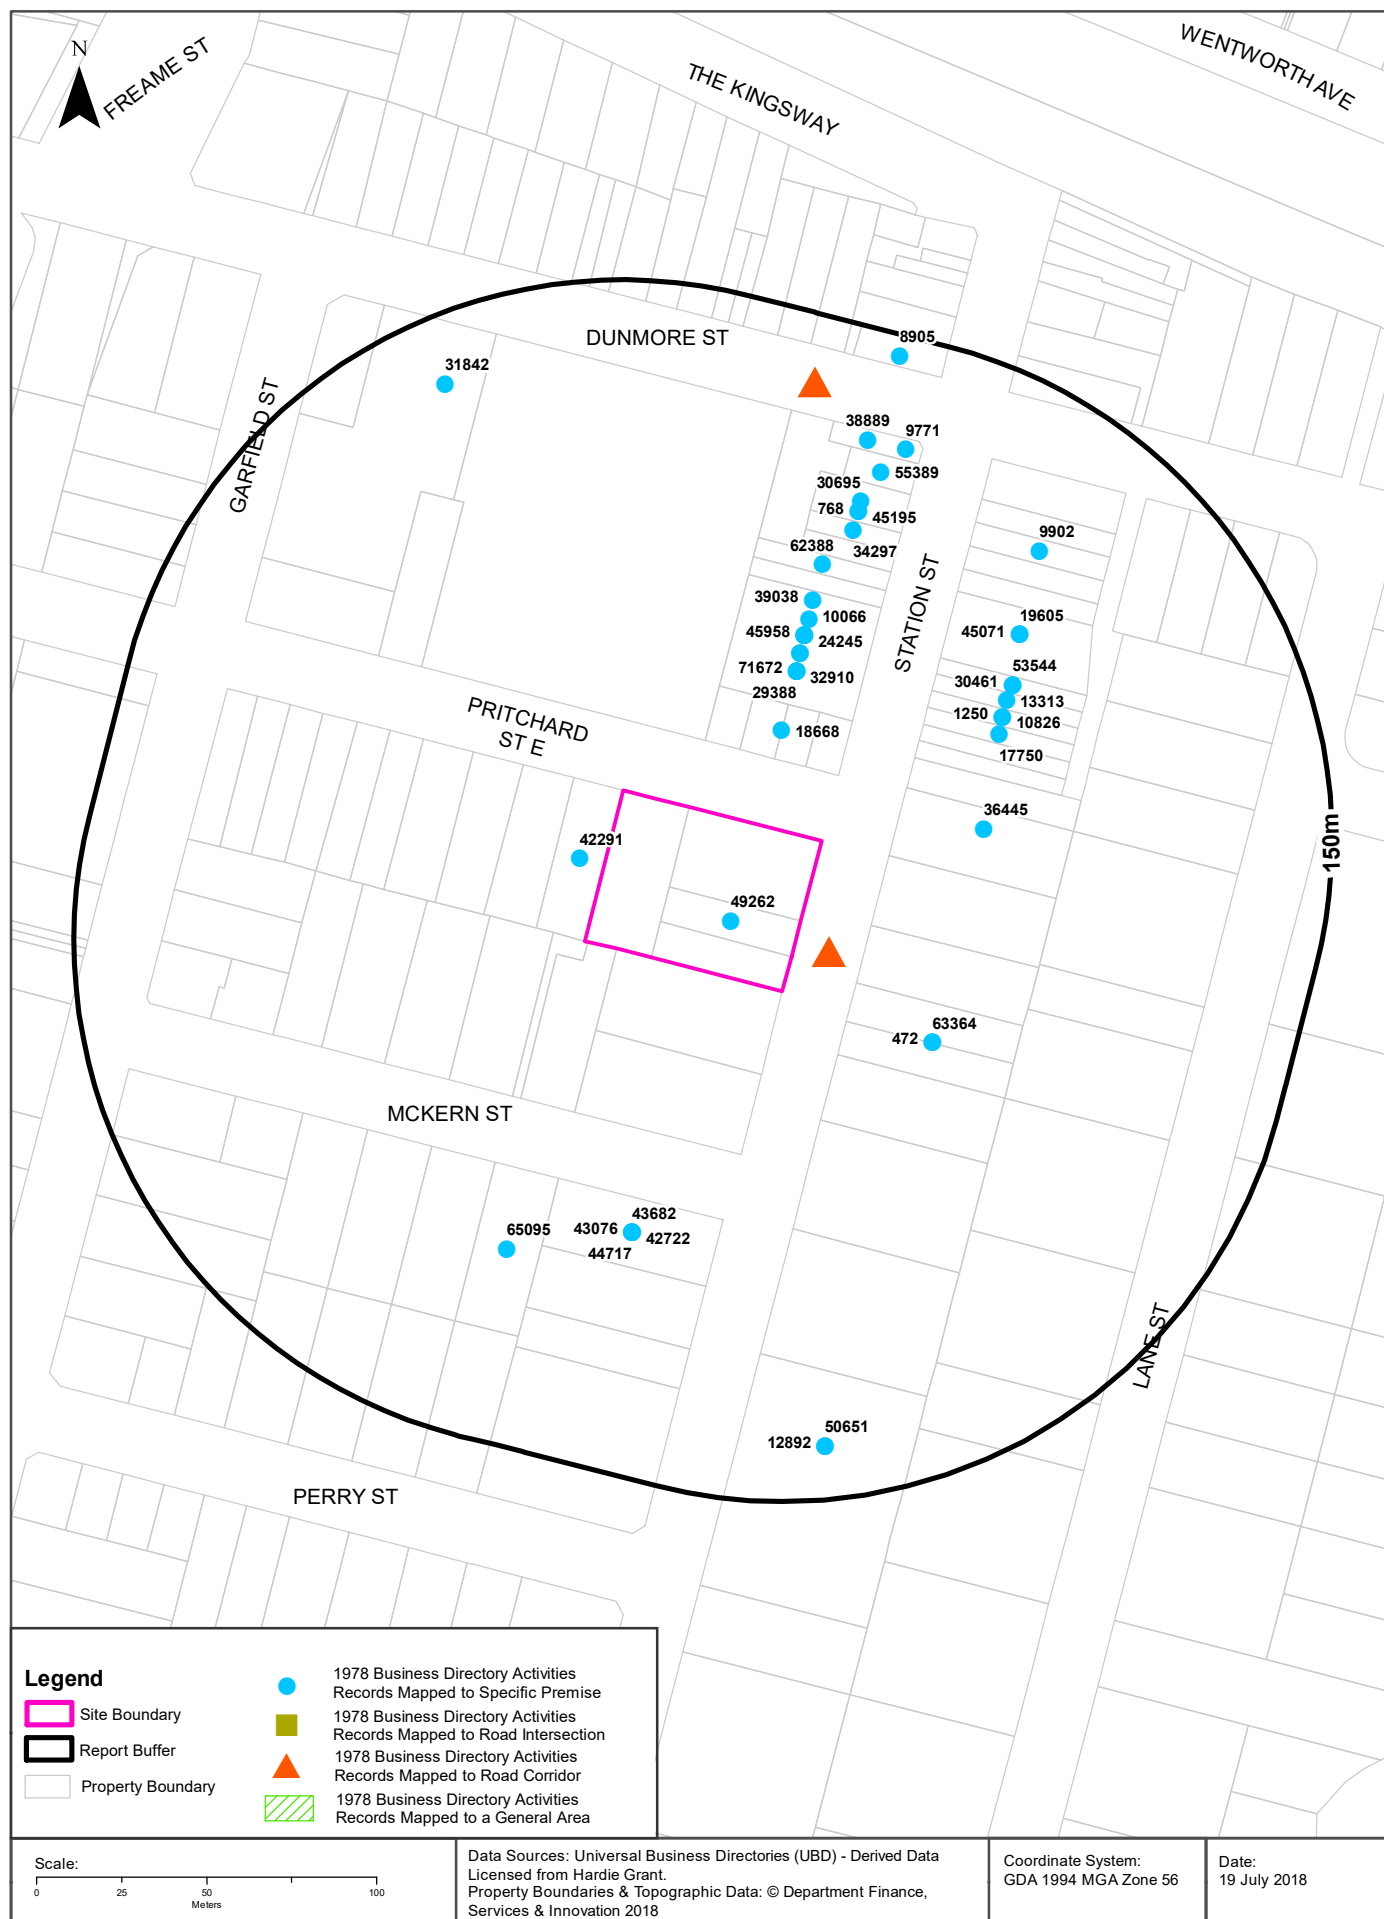 N
FREAME ST
THE KINGSWAY
WENTWORTH AVE
8905
DUNMORE ST
31842
GARFIELD ST
38889
9771
55389
30695
768
45195
34297
62388
9902
STATION ST
39038
10066
45958
24245
71672
32910
29388
19605
45071
53544
30461
13313
1250
10826
17750
18668
PRITCHARD
ST E
36445
42291
150m
49262
63364
472
MCKERN ST
65095
43682
43076
42722
44717
LANE ST
50651
12892
PERRY ST
Legend
Site Boundary
Report Buffer
Property Boundary
1978 Business Directory Activities
Records Mapped to Specific Premise
1978 Business Directory Activities
Records Mapped to Road Intersection
1978 Business Directory Activities
Records Mapped to Road Corridor
1978 Business Directory Activities
Records Mapped to a General Area
Scale:
0 25 50 100
Meters
Data Sources: Universal Business Directories (UBD) - Derived Data
Licensed from Hardie Grant.
Property Boundaries & Topographic Data: © Department Finance,
Services & Innovation 2018
Coordinate System:
GDA 1994 MGA Zone 56
Date:
19 July 2018